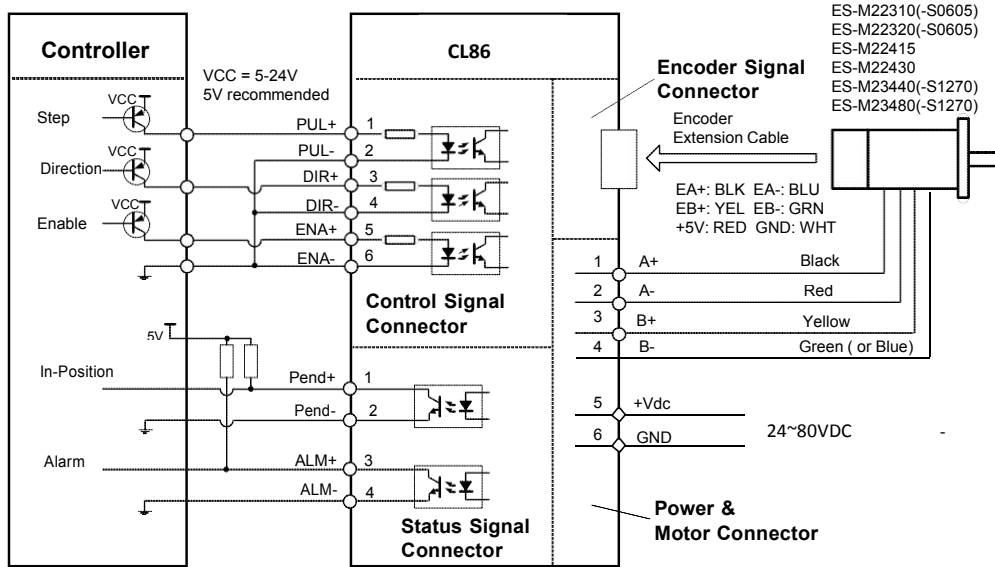 Controller
VCC = 5-24V
5V recommended
VCC
Step
VCC
Direction
VCC
Enable
5V
In-Position
Alarm
CL86
PUL+ 1
PUL- 2
DIR+ 3
DIR- 4
ENA+ 5
ENA- 6
Control Signal
Connector
Pend+ 1
Pend- 2
ALM+ 3
ALM- 4
Status Signal
Connector
Encoder Signal
Connector
Encoder
Extension Cable
EA+: BLK EA-: BLU
EB+: YEL EB-: GRN
+5V: RED GND: WHT
ES-M22310(-S0605)
ES-M22320(-S0605)
ES-M22415
ES-M22430
ES-M23440(-S1270)
ES-M23480(-S1270)
1 A+ Black
2 A- Red
3 B+ Yellow
4 B- Green ( or Blue)
5 +Vdc
6 GND
24~80VDC -
Power &
Motor Connector